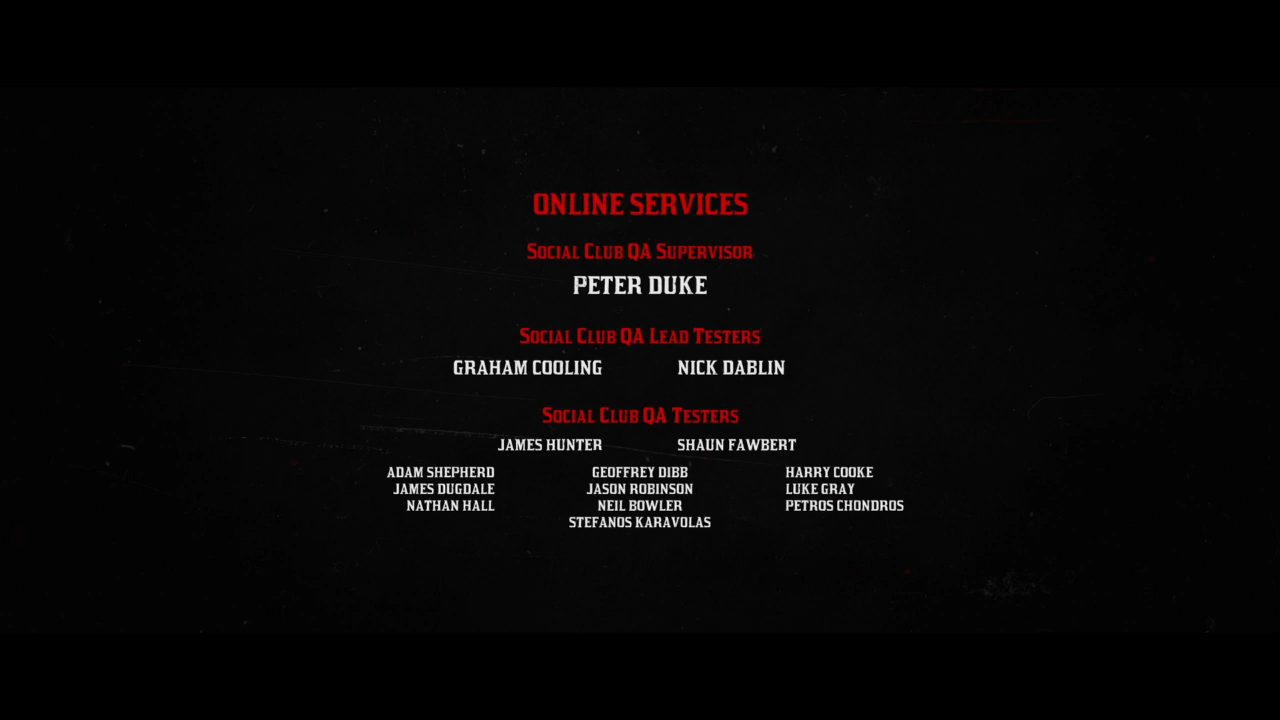 ONLINE SERVICES
SOCIAL CLUB QA SUPERVISOR
PETER DUKE
SOCIAL CLUB QA LEAD TESTERS
GRAHAM COOLING NICK DABLIN
SOCIAL CLUB QA TESTERS
JAMES HUNTER SHAUN FAWBERT
ADAM SHEPHERD GEOFFREY DIBB HARRY COOKE
JAMES DUGDALE JASON ROBINSON LUKE GRAY
NATHAN HALL NEIL BOWLER PETROS CHONDROS
STEFANOS KARAVOLAS